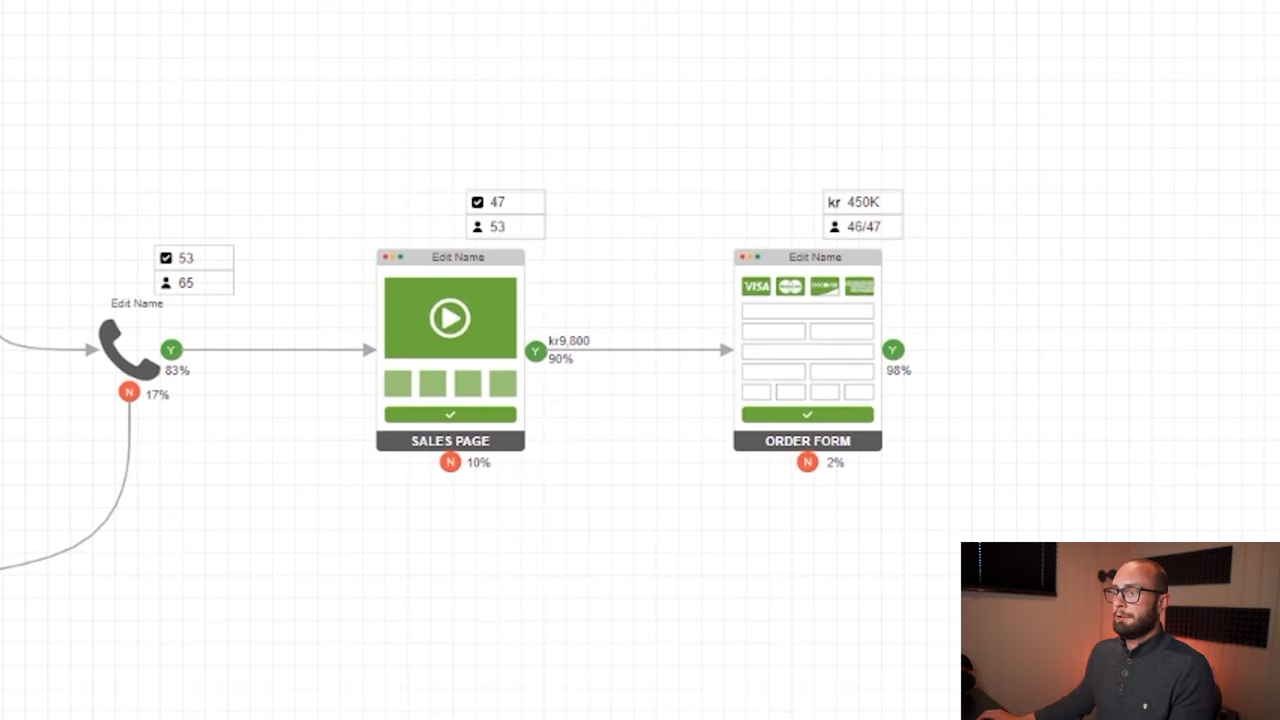 53
65
Edit Name
Y
83%
N
17%
47
53
Edit Name
kr9,800
Y
90%
SALES PAGE
N
10%
kr 450K
46/47
Edit Name
VISA
DISCOVER
Y
98%
ORDER FORM
N
2%